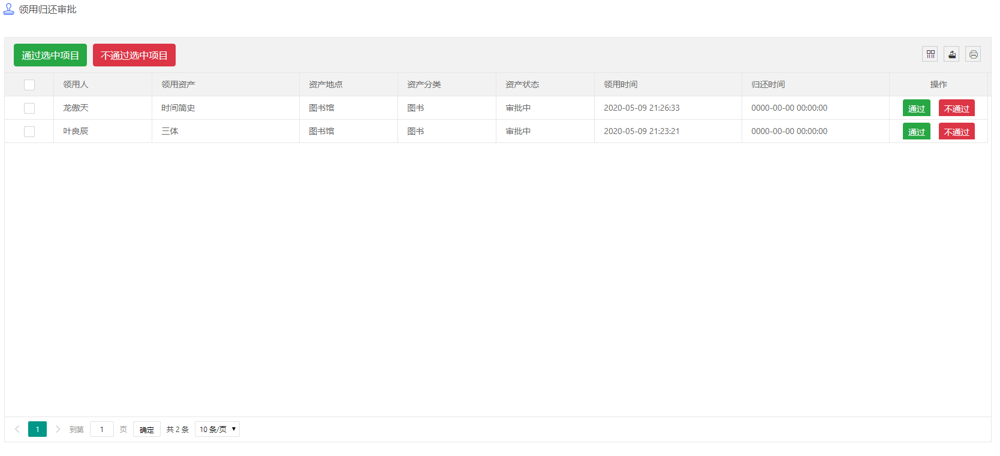 领用归还审批
通过选中项目 不通过选中项目
领用人 领用资产 资产地点 资产分类 资产状态 领用时间 归还时间 操作
龙傲天 时间简史 图书馆 图书 审批中 2020-05-09 21:26:33 0000-00-00 00:00:00 通过 不通过
叶良辰 三体 图书馆 图书 审批中 2020-05-09 21:23:21 0000-00-00 00:00:00 通过 不通过
1 到第 1 页 确定 共 2 条 10 条/页